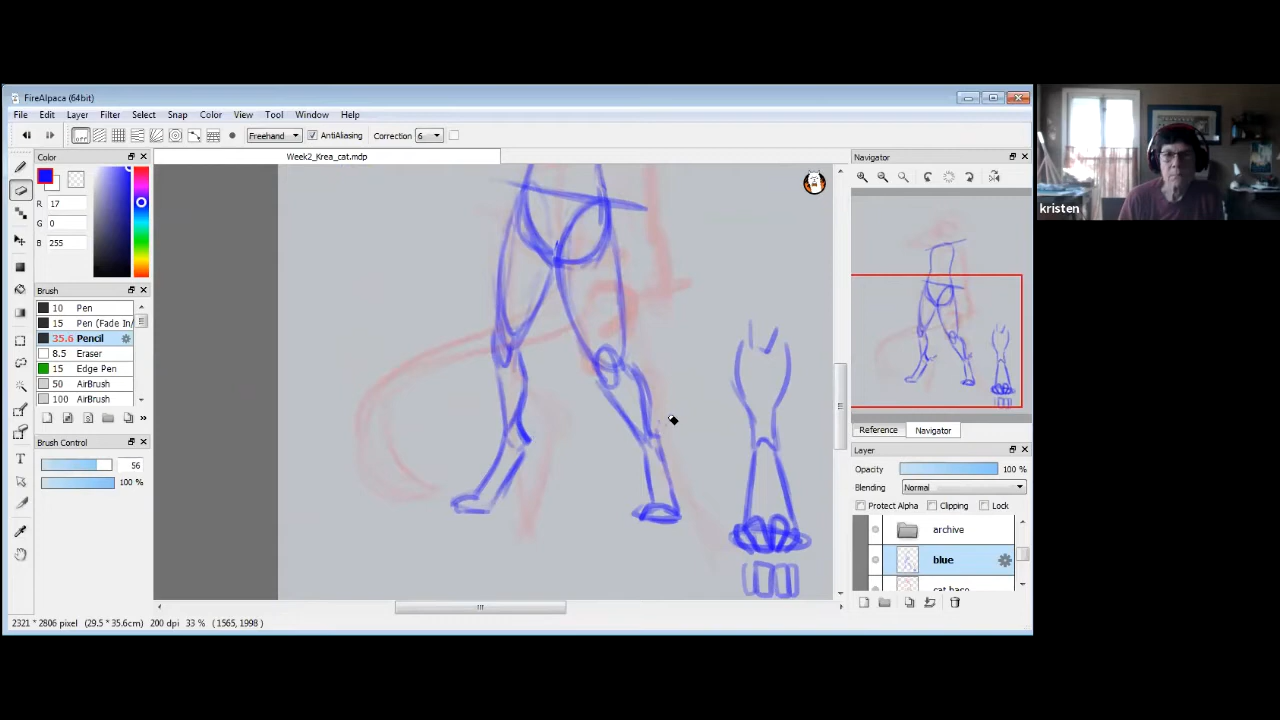 FireAlpaca (64bit)
File Edit Layer Filter Select Snap Color View Tool Window Help
off Freehand AntiAliasing Correction 6
Color
Week2_Krea_cat.mdp
Navigator
R 17
G 0
B 255
kristen
Brush
10 Pen
15 Pen (Fade In/
35.6 Pencil
8.5 Eraser
15 Edge Pen
50 AirBrush
100 AirBrush
Brush Control
56
100 %
Reference Navigator
Layer
Opacity 100 %
Blending Normal
Protect Alpha Clipping Lock
archive
blue
2321 * 2806 pixel (29.5 * 35.6cm) 200 dpi 33 % ( 1565, 1998 )